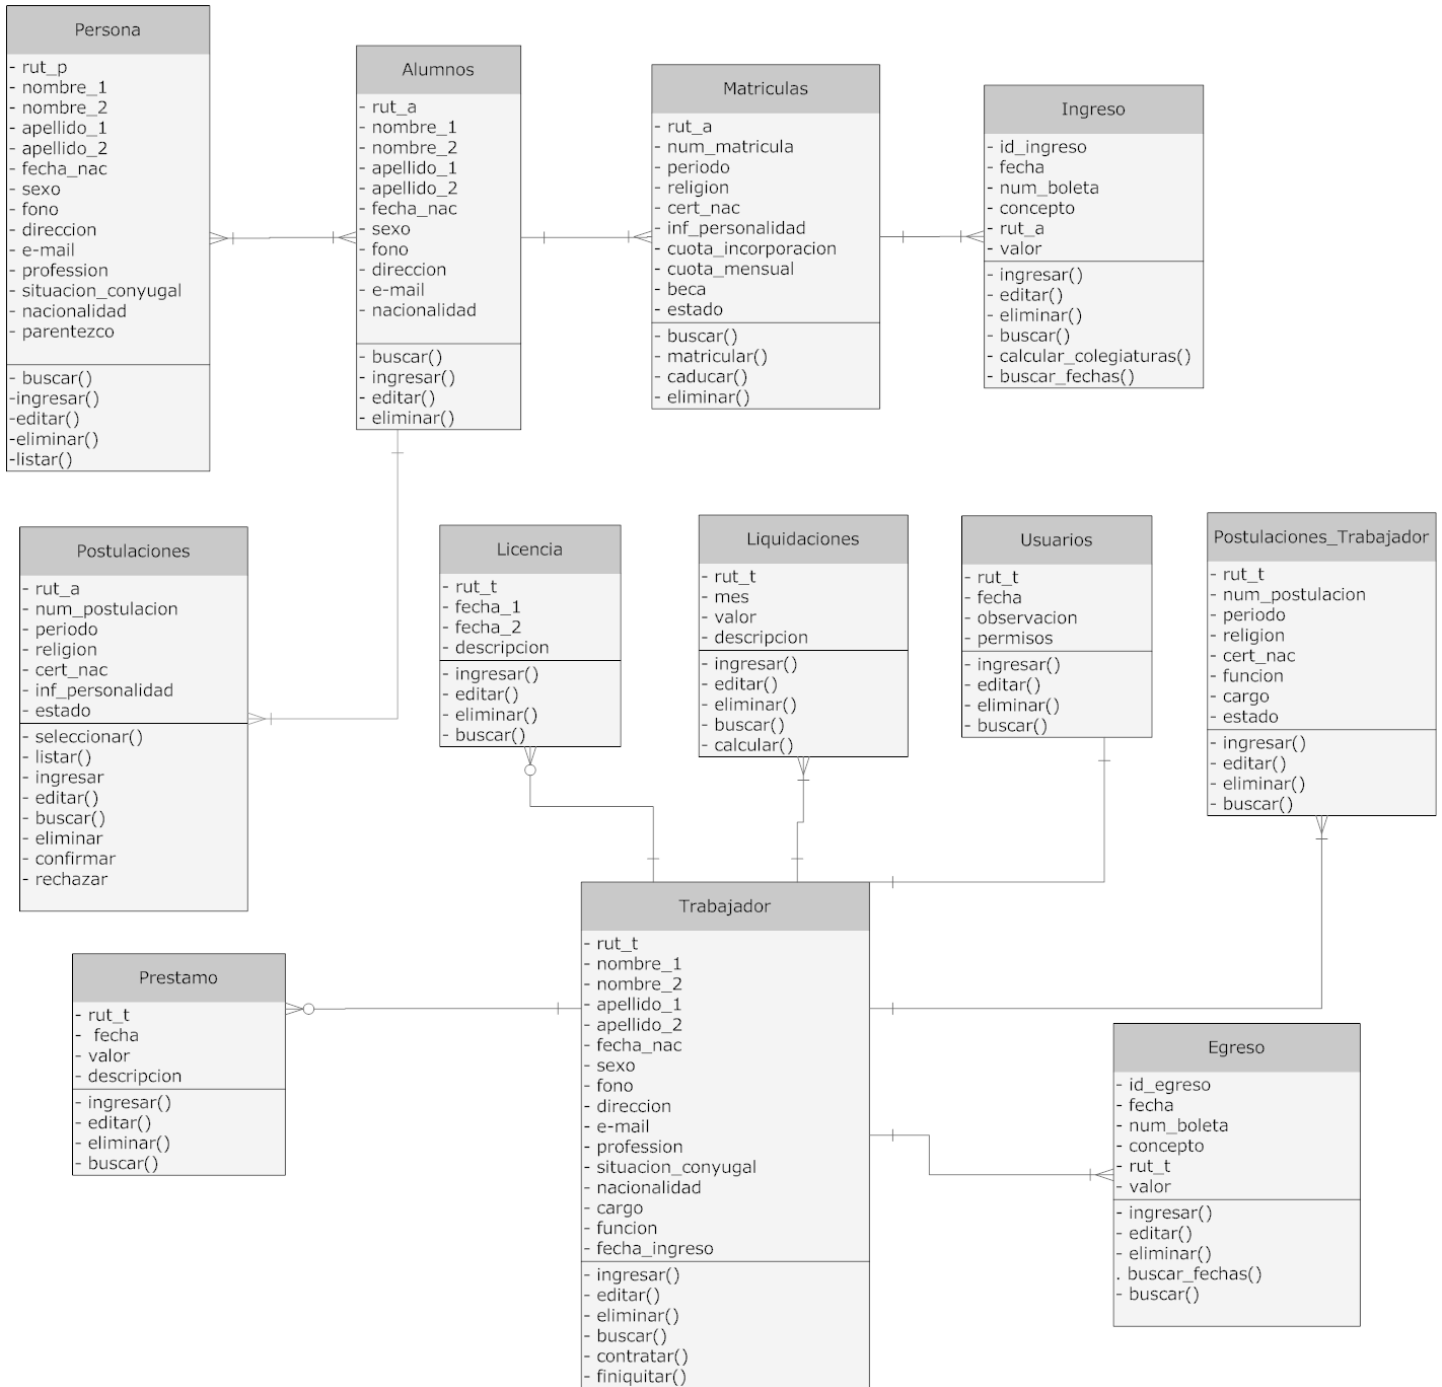 Persona
- rut_p
- nombre_1
- nombre_2
- apellido_1
- apellido_2
- fecha_nac
- sexo
- fono
- direccion
- e-mail
- profession
- situacion_conyugal
- nacionalidad
- parentezco
- buscar()
-ingresar()
-editar()
-eliminar()
-listar()
Alumnos
- rut_a
- nombre_1
- nombre_2
- apellido_1
- apellido_2
- fecha_nac
- sexo
- fono
- direccion
- e-mail
- nacionalidad
- buscar()
- ingresar()
- editar()
- eliminar()
Matriculas
- rut_a
- num_matricula
- periodo
- religion
- cert_nac
- inf_personalidad
- cuota_incorporacion
- cuota_mensual
- beca
- estado
- buscar()
- matricular()
- caducar()
- eliminar()
Ingreso
- id_ingreso
- fecha
- num_boleta
- concepto
- rut_a
- valor
- ingresar()
- editar()
- eliminar()
- buscar()
- calcular_colegiaturas()
- buscar_fechas()
Postulaciones
- rut_a
- num_postulacion
- periodo
- religion
- cert_nac
- inf_personalidad
- estado
- seleccionar()
- listar()
- ingresar
- editar()
- buscar()
- eliminar
- confirmar
- rechazar
Licencia
- rut_t
- fecha_1
- fecha_2
- descripcion
- ingresar()
- editar()
- eliminar()
- buscar()
Liquidaciones
- rut_t
- mes
- valor
- descripcion
- ingresar()
- editar()
- eliminar()
- buscar()
- calcular()
Usuarios
- rut_t
- fecha
- observacion
- permisos
- ingresar()
- editar()
- eliminar()
- buscar()
Postulaciones_Trabajador
- rut_t
- num_postulacion
- periodo
- religion
- cert_nac
- funcion
- cargo
- estado
- ingresar()
- editar()
- eliminar()
- buscar()
Prestamo
- rut_t
- fecha
- valor
- descripcion
- ingresar()
- editar()
- eliminar()
- buscar()
Trabajador
- rut_t
- nombre_1
- nombre_2
- apellido_1
- apellido_2
- fecha_nac
- sexo
- fono
- direccion
- e-mail
- profession
- situacion_conyugal
- nacionalidad
- cargo
- funcion
- fecha_ingreso
- ingresar()
- editar()
- eliminar()
- buscar()
- contratar()
- finiquitar()
Egreso
- id_egreso
- fecha
- num_boleta
- concepto
- rut_t
- valor
- ingresar()
- editar()
- eliminar()
. buscar_fechas()
- buscar()